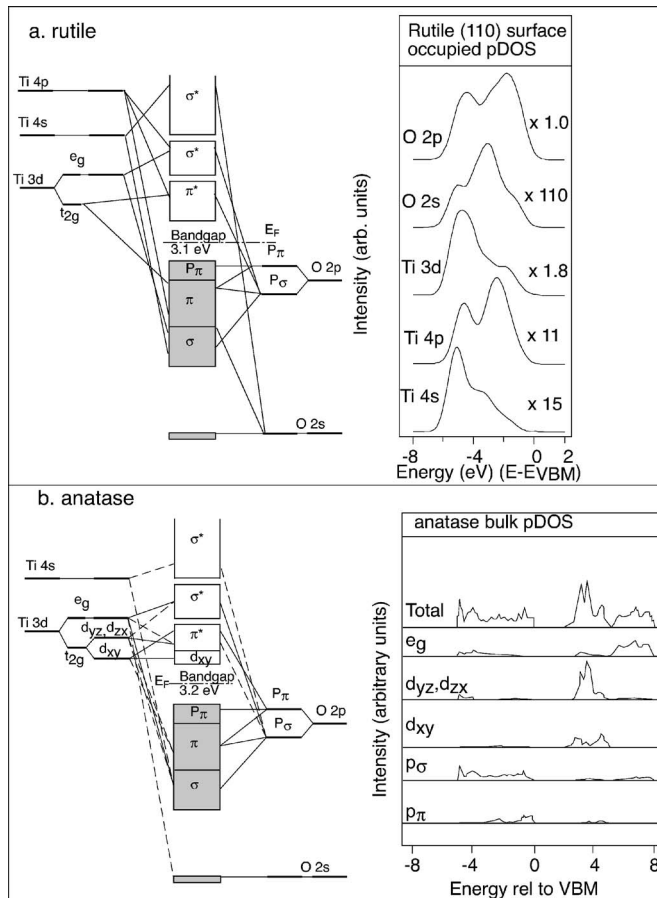 a. rutile
Ti 4p
Ti 4s
Ti 3d
eg
t2g
σ*
σ*
π*
Bandgap
3.1 eV
EF
Pπ
Pπ
π
σ
Pσ
O 2p
O 2s
Rutile (110) surface
occupied pDOS
Intensity (arb. units)
O 2p
x 1.0
O 2s
x 110
Ti 3d
x 1.8
Ti 4p
x 11
Ti 4s
x 15
-8 -4 0 2
Energy (eV) (E-EVBM)
b. anatase
Ti 4s
Ti 3d
eg
dyz,dzx
t2g
dxy
σ*
σ*
π*
dxy
EF
Bandgap
3.2 eV
Pπ
Pπ
π
σ
Pσ
O 2p
O 2s
anatase bulk pDOS
Intensity (arbitrary units)
Total
eg
dyz,dzx
dxy
pσ
pπ
-8 -4 0 4 8
Energy rel to VBM